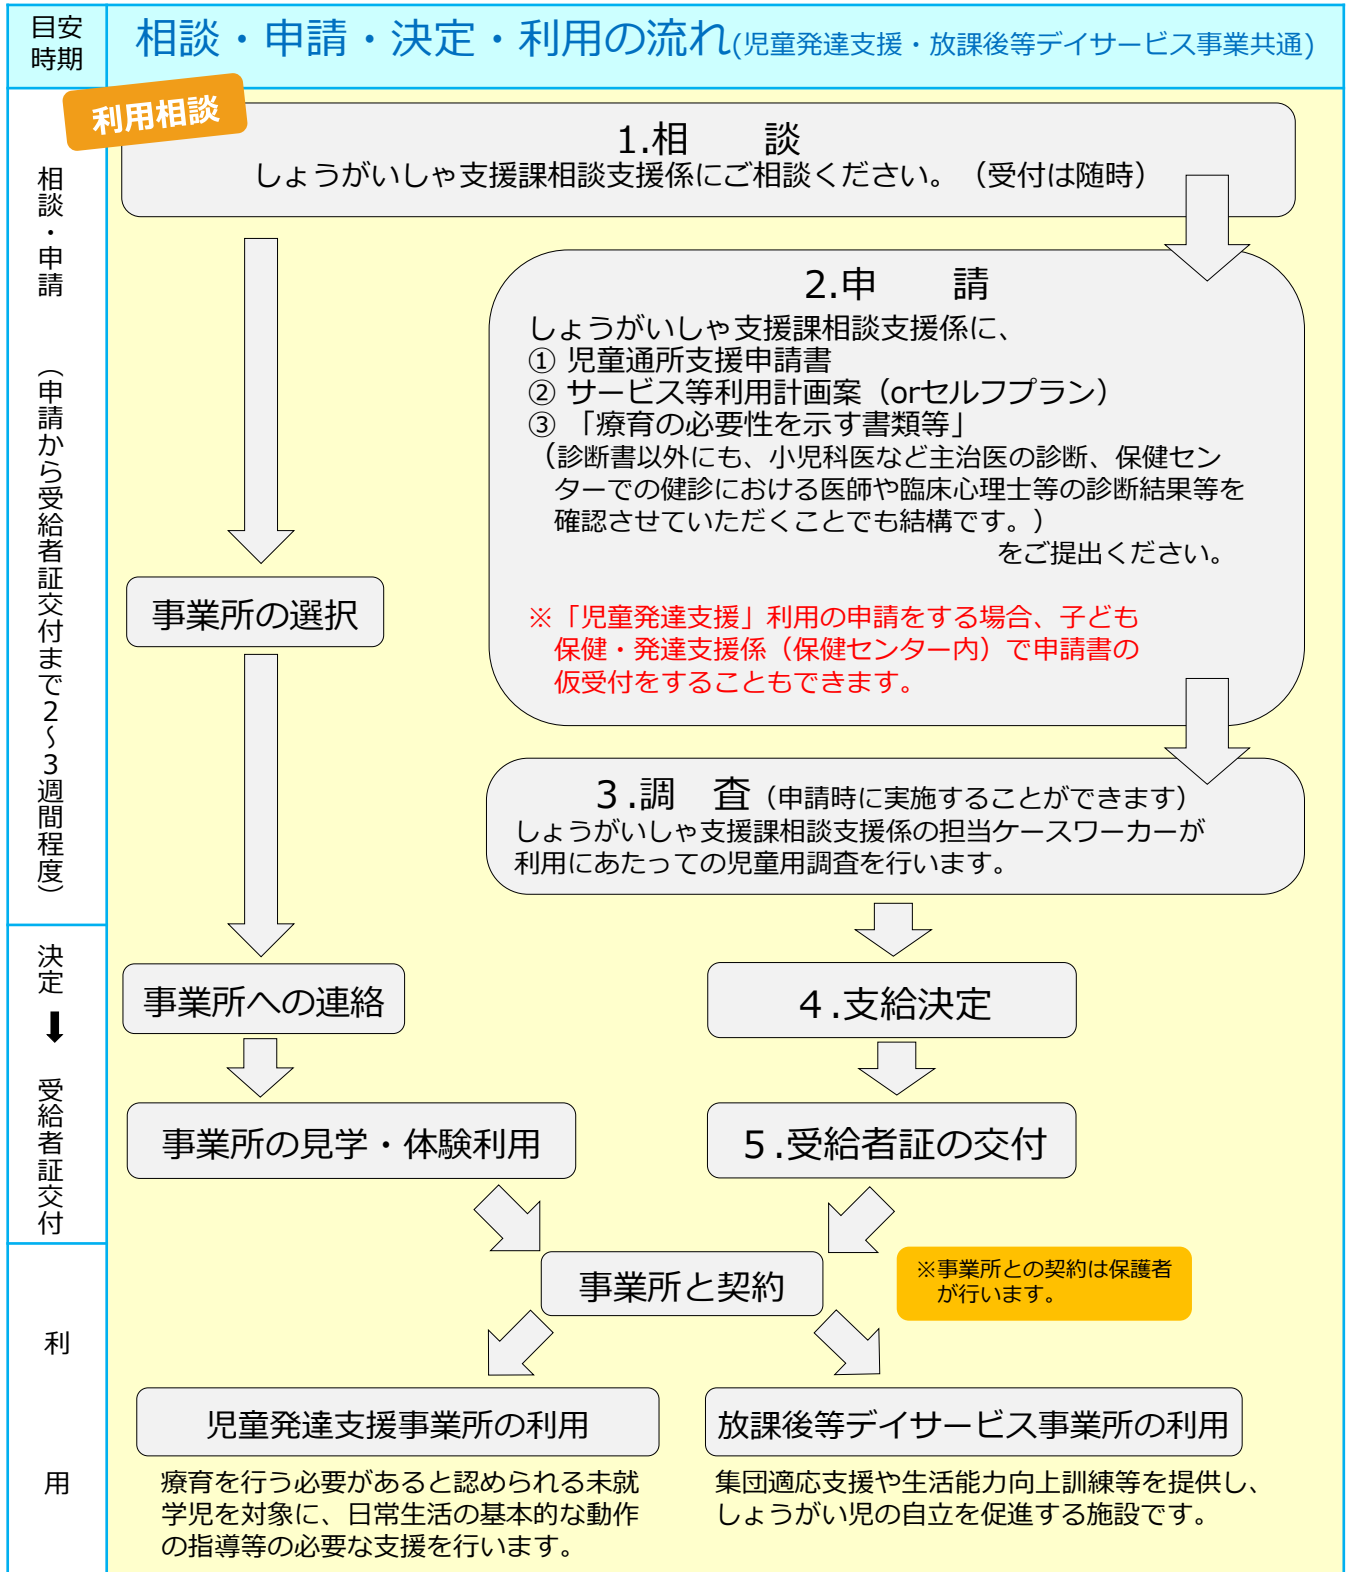 目安
時期
相談・申請・決定・利用の流れ(児童発達支援・放課後等デイサービス事業共通)
利用相談
1.相　談
しょうがいしゃ支援課相談支援係にご相談ください。（受付は随時）
相談・申請　（申請から受給者証交付まで2～3週間程度）
2.申　請
しょうがいしゃ支援課相談支援係に、
① 児童通所支援申請書
② サービス等利用計画案（orセルフプラン）
③ 「療育の必要性を示す書類等」
（診断書以外にも、小児科医など主治医の診断、保健セン
ターでの健診における医師や臨床心理士等の診断結果等を
確認させていただくことでも結構です。）
をご提出ください。
※「児童発達支援」利用の申請をする場合、子ども
保健・発達支援係（保健センター内）で申請書の
仮受付をすることもできます。
事業所の選択
３.調　査（申請時に実施することができます）
しょうがいしゃ支援課相談支援係の担当ケースワーカーが
利用にあたっての児童用調査を行います。
決定➡受給者証交付
事業所への連絡
４.支給決定
事業所の見学・体験利用
５.受給者証の交付
利　用
事業所と契約
※事業所との契約は保護者
が行います。
児童発達支援事業所の利用
療育を行う必要があると認められる未就
学児を対象に、日常生活の基本的な動作
の指導等の必要な支援を行います。
放課後等デイサービス事業所の利用
集団適応支援や生活能力向上訓練等を提供し、
しょうがい児の自立を促進する施設です。